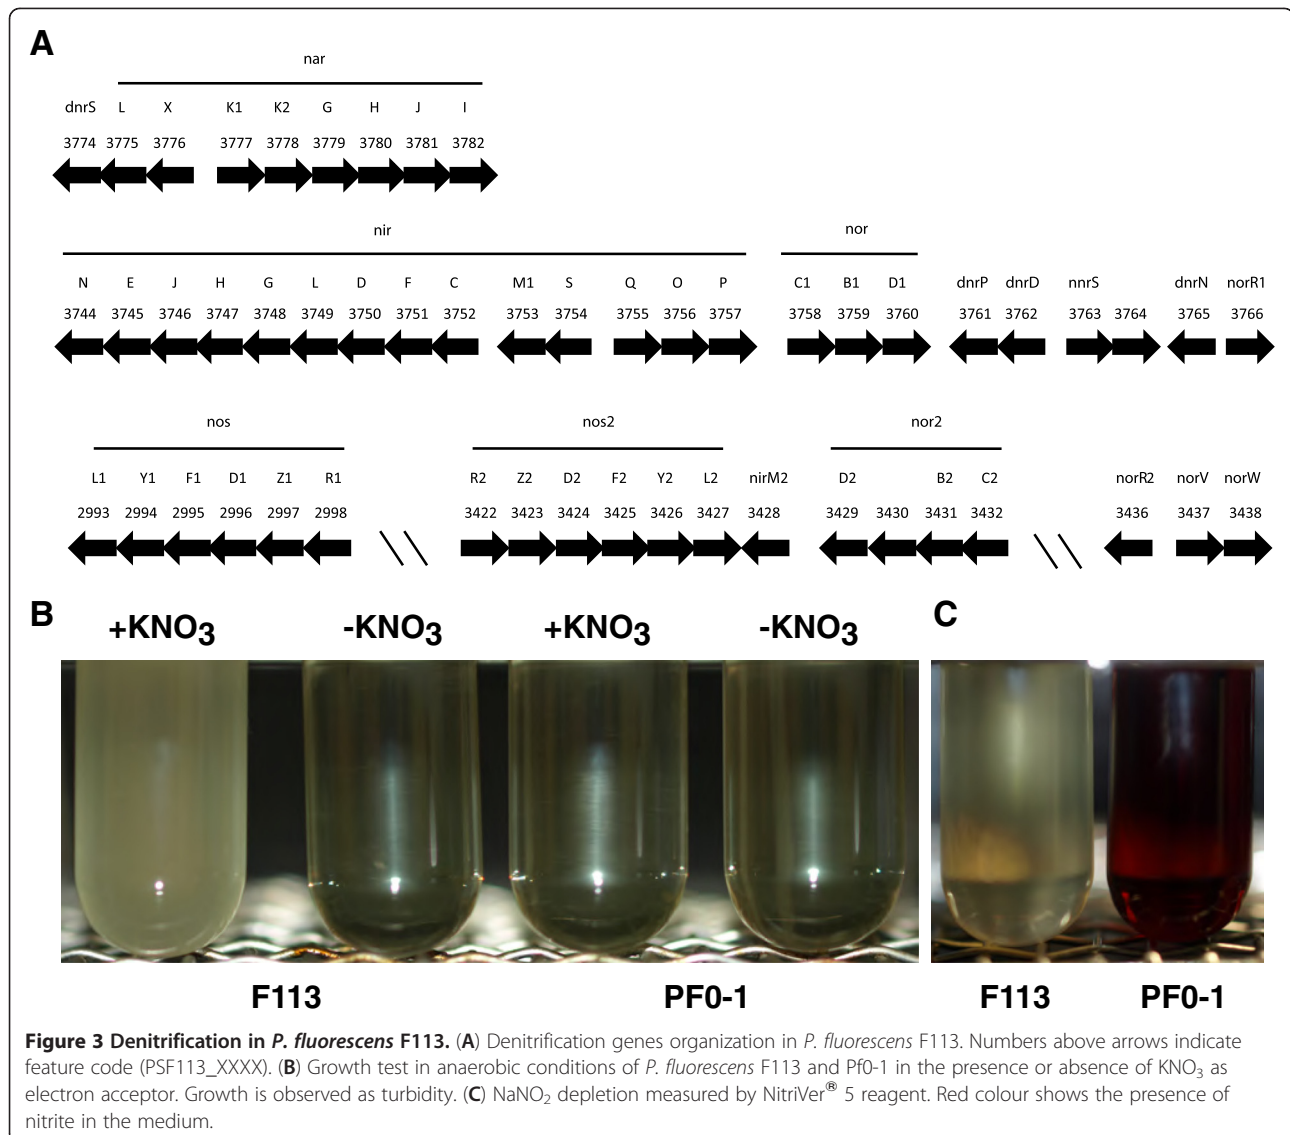 A
nar
dnrS L X K1 K2 G H J I
3774 3775 3776 3777 3778 3779 3780 3781 3782
nir nor
N E J H G L D F C M1 S Q O P C1 B1 D1 dnrP dnrD nnrS dnrN norR1
3744 3745 3746 3747 3748 3749 3750 3751 3752 3753 3754 3755 3756 3757 3758 3759 3760 3761 3762 3763 3764 3765 3766
nos nos2 nor2
L1 Y1 F1 D1 Z1 R1 R2 Z2 D2 F2 Y2 L2 nirM2 D2 B2 C2 norR2 norV norW
2993 2994 2995 2996 2997 2998 3422 3423 3424 3425 3426 3427 3428 3429 3430 3431 3432 3436 3437 3438
B +KNO3 -KNO3 +KNO3 -KNO3 C
F113 PF0-1 F113 PF0-1
Figure 3 Denitrification in P. fluorescens F113. (A) Denitrification genes organization in P. fluorescens F113. Numbers above arrows indicate
feature code (PSF113_XXXX). (B) Growth test in anaerobic conditions of P. fluorescens F113 and Pf0-1 in the presence or absence of KNO3 as
electron acceptor. Growth is observed as turbidity. (C) NaNO2 depletion measured by NitriVer® 5 reagent. Red colour shows the presence of
nitrite in the medium.